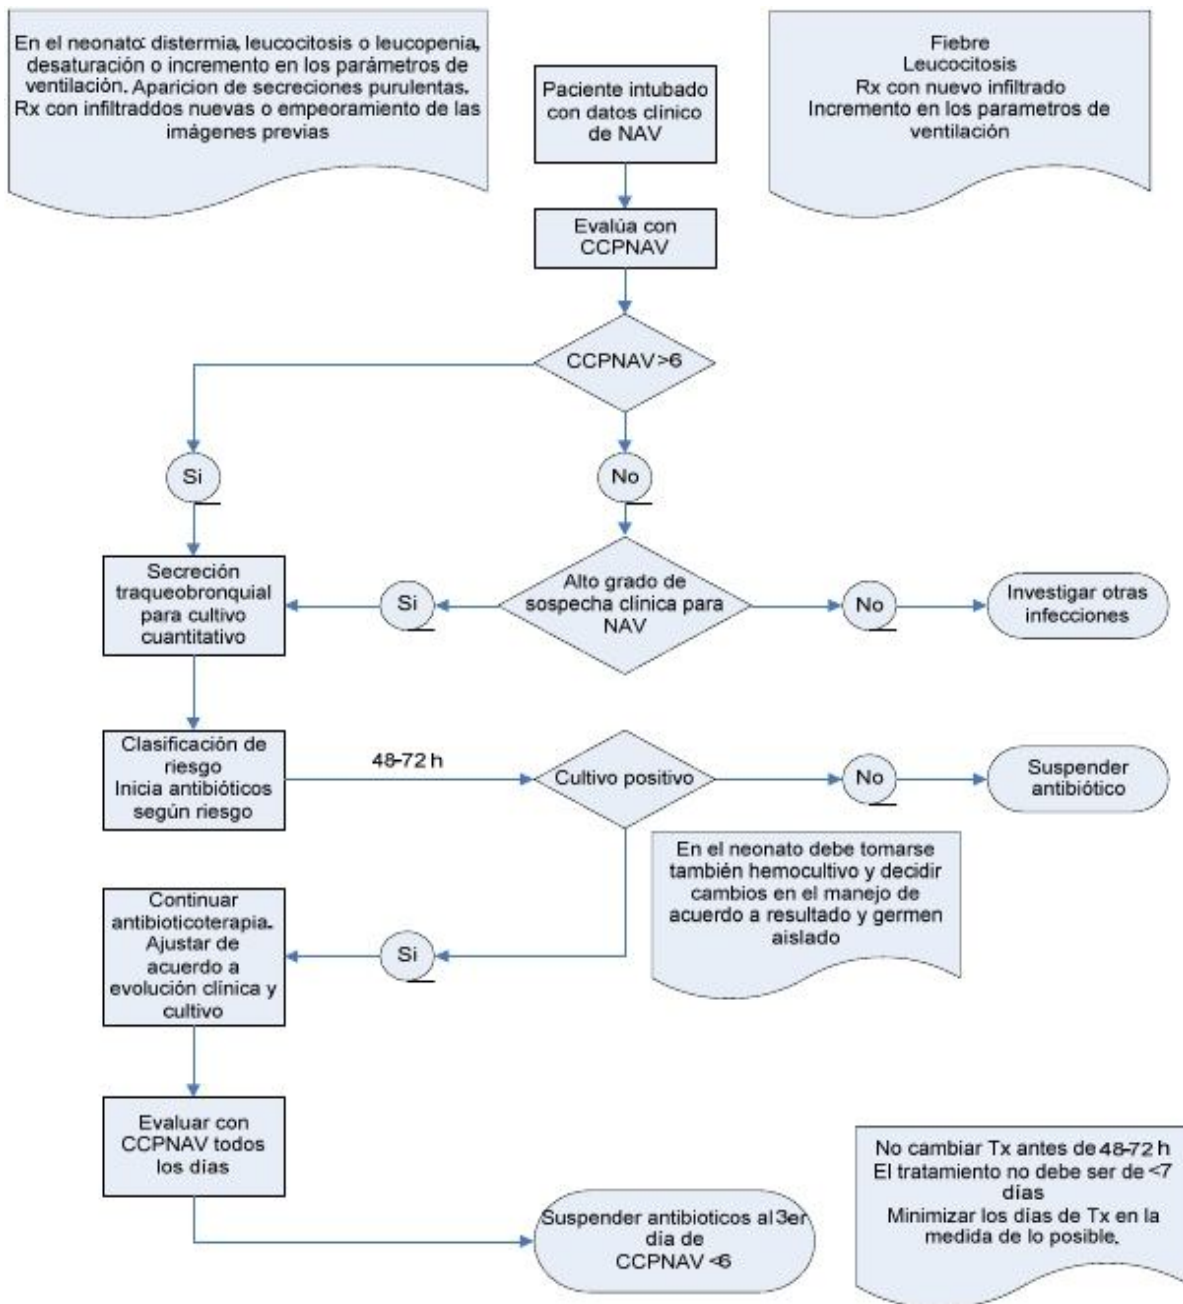 En el neonato: distermia, leucocitosis o leucopenia,
desaturación o incremento en los parámetros de
ventilación. Aparicion de secreciones purulentas.
Rx con infiltraddos nuevas o empeoramiento de las
imágenes previas
Paciente intubado
con datos clínico
de NAV
Fiebre
Leucocitosis
Rx con nuevo infiltrado
Incremento en los parametros de
ventilación
Evalúa con
CCPNAV
CCPNAV >6
Si
No
Secreción
traqueobronquial
para cultivo
cuantitativo
Si
Alto grado de
sospecha clínica para
NAV
No
Investigar otras
infecciones
Clasificación de
riesgo
Inicia antibióticos
según riesgo
48-72 h
Cultivo positivo
No
Suspender
antibiótico
En el neonato debe tomarse
también hemocultivo y decidir
cambios en el manejo de
acuerdo a resultado y germen
aislado
Continuar
antibioticoterapia.
Ajustar de
acuerdo a
evolución clínica y
cultivo
Si
Evaluar con
CCPNAV todos
los días
Suspender antibioticos al 3er
día de
CCPNAV <6
No cambiar Tx antes de 48-72 h
El tratamiento no debe ser de <7
días
Minimizar los días de Tx en la
medida de lo posible.